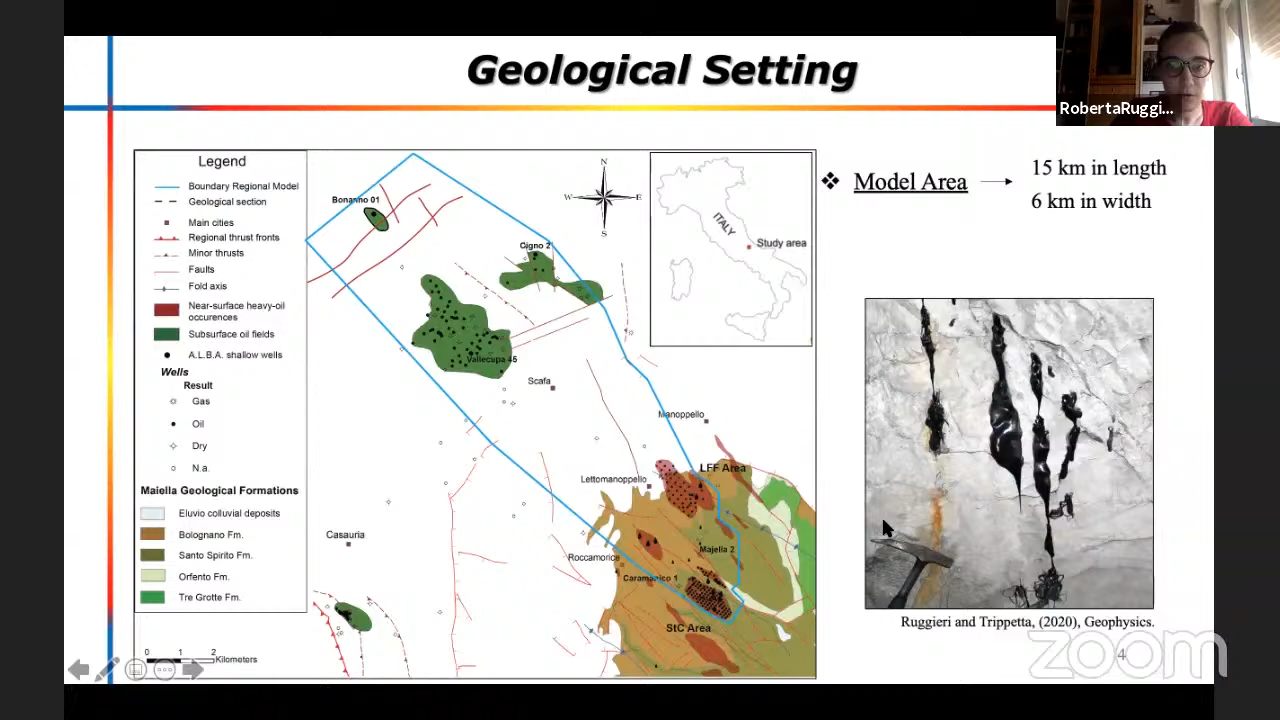 Geological Setting
RobertaRuggi...
Legend
Boundary Regional Model
Geological section
Main cities
Regional thrust fronts
Minor thrusts
Faults
Fold axis
Near-surface heavy-oil
occurences
Subsurface oil fields
A.L.B.A. shallow wells
Wells
Result
Gas
Oil
Dry
N.a.
Maiella Geological Formations
Eluvio colluvial deposits
Bolognano Fm.
Santo Spirito Fm.
Orfento Fm.
Tre Grotte Fm.
0 1 2
Kilometers
Bonanno 01
Cigno 2
Vallecupa 45
Scafa
Manoppello
LFF Area
Lettomanoppello
Casauria
Roccamorice
Majella 2
Caramanico 1
StC Area
N
W E
S
ITALY
Study area
❖ Model Area → 15 km in length
6 km in width
Ruggieri and Trippetta, (2020), Geophysics.
4
zoom